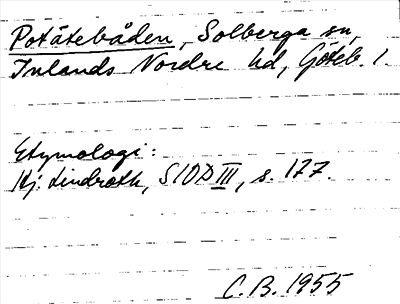 Potätebåden, Solberga sn,
Inlands Nordre hd, Göteb. l.
Etymologi:
Hj. Lindroth, SIOD III, s. 177.
C.B. 1955